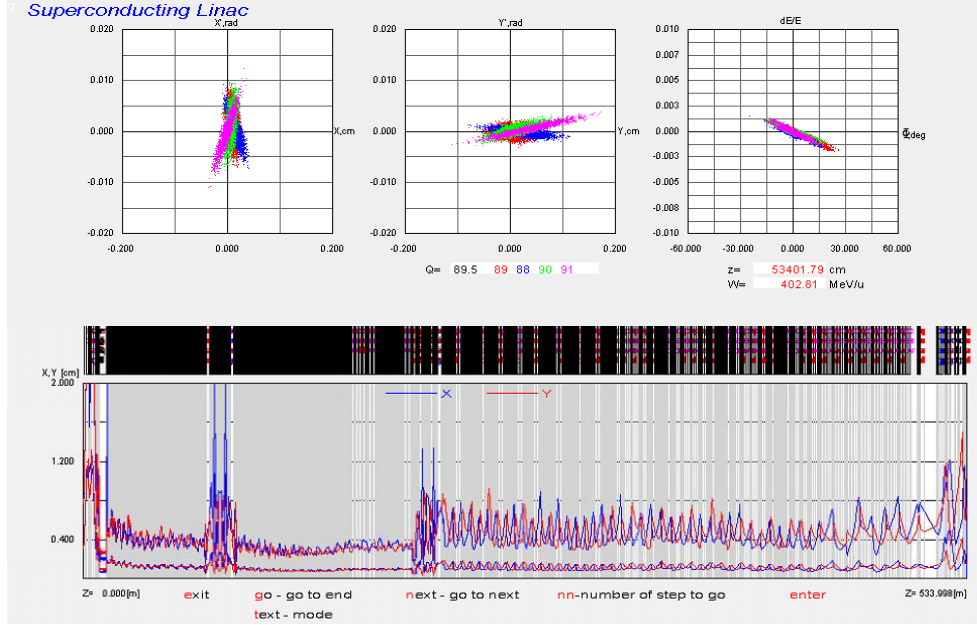 Superconducting Linac
X',rad
Y',rad
dE/E
0.020 0.020 0.010
0.007
0.010 0.010 0.005
0.003
0.000 X,cm 0.000 Y,cm 0.000 deg
-0.003
-0.010 -0.010 -0.005
-0.008
-0.020 -0.020 -0.010
-0.200 0.000 0.200 -0.200 0.000 0.200 -60.000 -30.000 0.000 30.000 60.000
Q= 89.5 89 88 90 91
z= 53401.79 cm
W= 402.81 MeV/u
X,Y [cm]
2.000
X Y
1.200
0.400
Z= 0.000[m] exit go - go to end next - go to next nn-number of step to go enter Z= 533.998[m]
text - mode